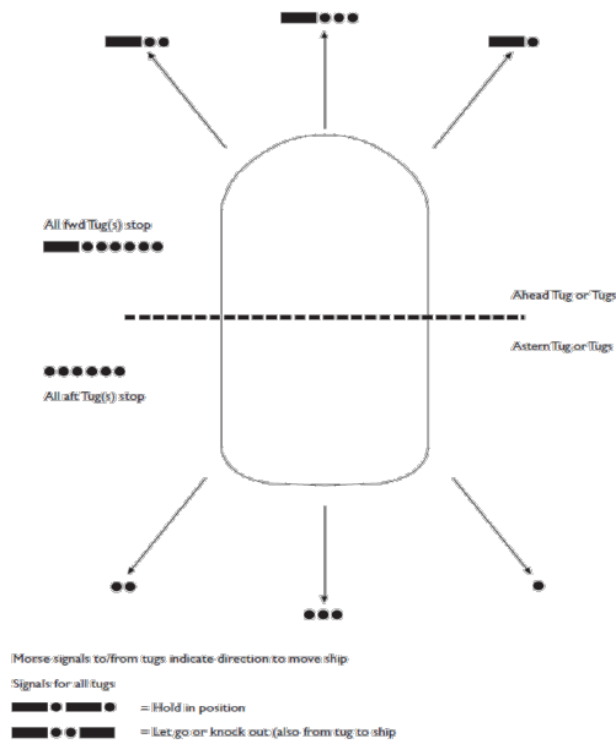 All fwd Tug(s) stop
Ahead Tug or Tugs
Astern Tug or Tugs
All aft Tug(s) stop
Morse signals to/from tugs indicate direction to move ship
Signals for all tugs
= Hold in position
= Let go or knock out (also from tug to ship